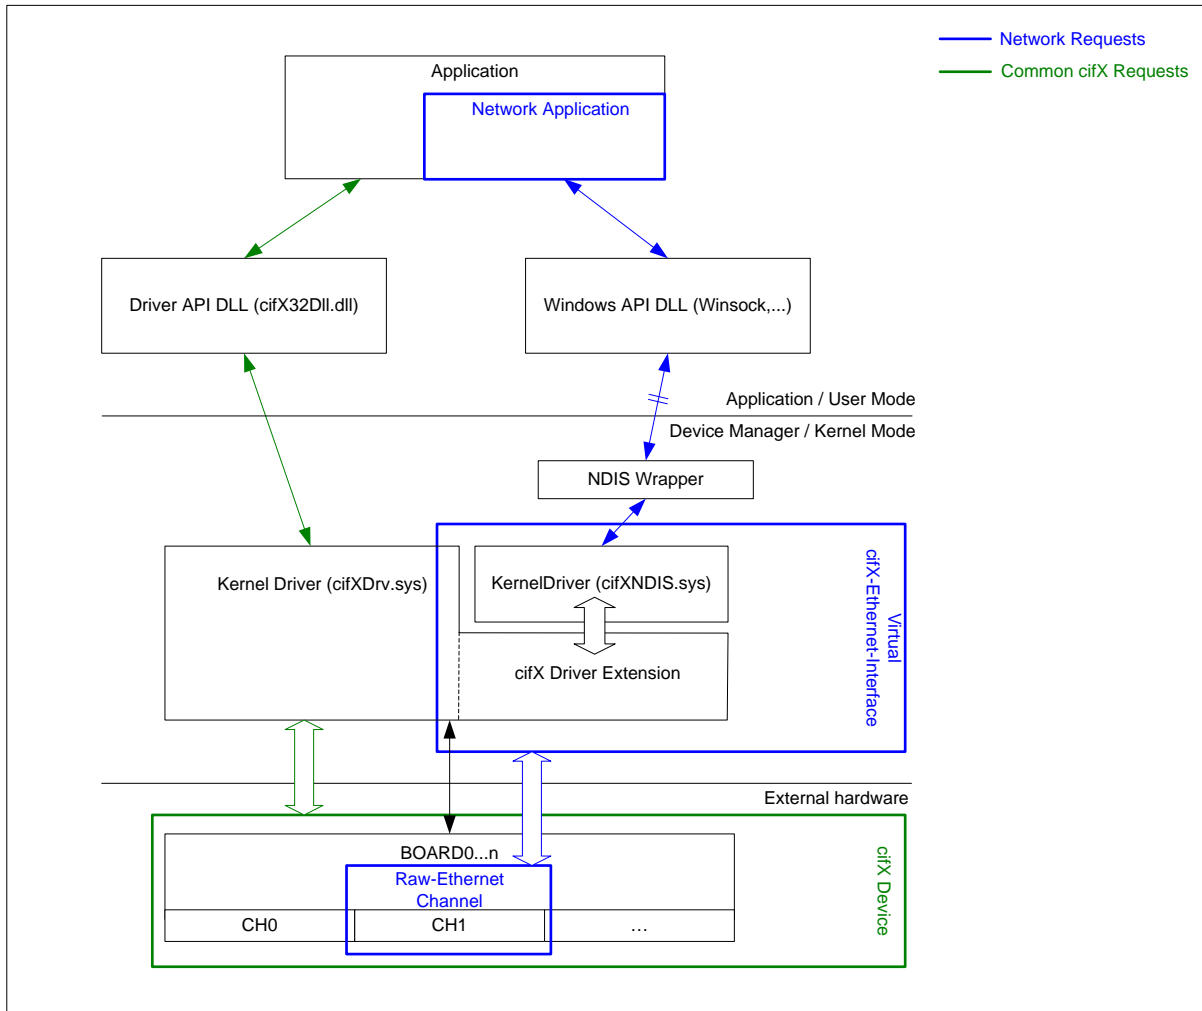 Network Requests
Common cifX Requests
Application
Network Application
Driver API DLL (cifX32Dll.dll)
Windows API DLL (Winsock,...)
Application / User Mode
Device Manager / Kernel Mode
NDIS Wrapper
Kernel Driver (cifXDrv.sys)
KernelDriver (cifXNDIS.sys)
cifX Driver Extension
Virtual
cifX-Ethernet-Interface
External hardware
BOARD0...n
Raw-Ethernet
Channel
CH0
CH1
...
cifX Device